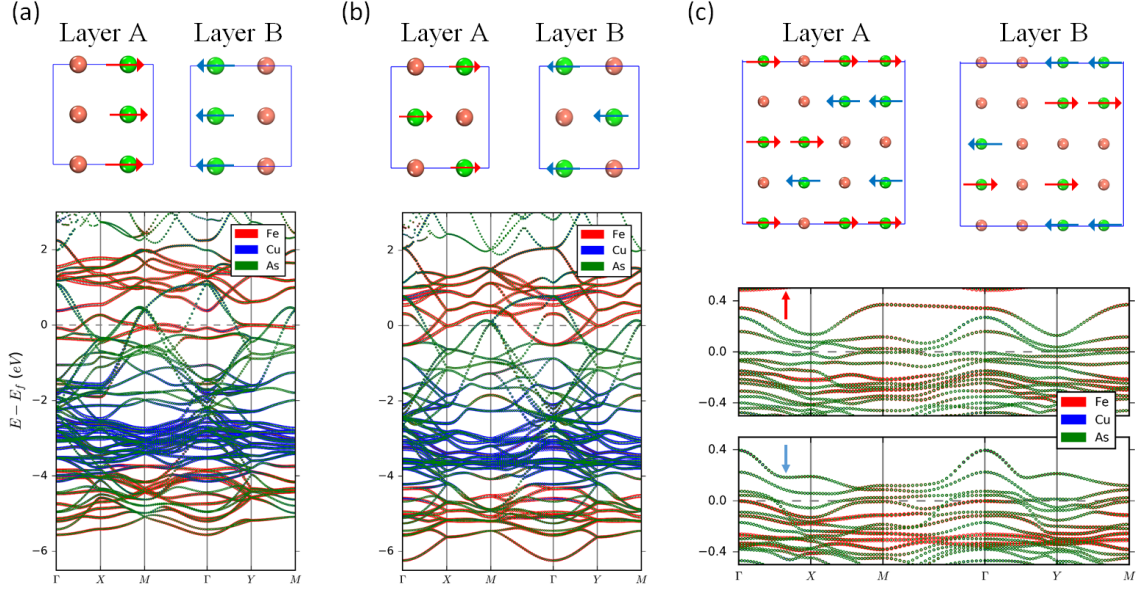 (a)
Layer A
Layer B
(b)
Layer A
Layer B
(c)
Layer A
Layer B
E − E_f (eV)
2
0
−2
−4
−6
Fe
Cu
As
Γ X M Γ Y M
2
0
−2
−4
−6
Fe
Cu
As
Γ X M Γ Y M
0.4
0.0
−0.4
Fe
Cu
As
0.4
0.0
−0.4
Γ X M Γ Y M